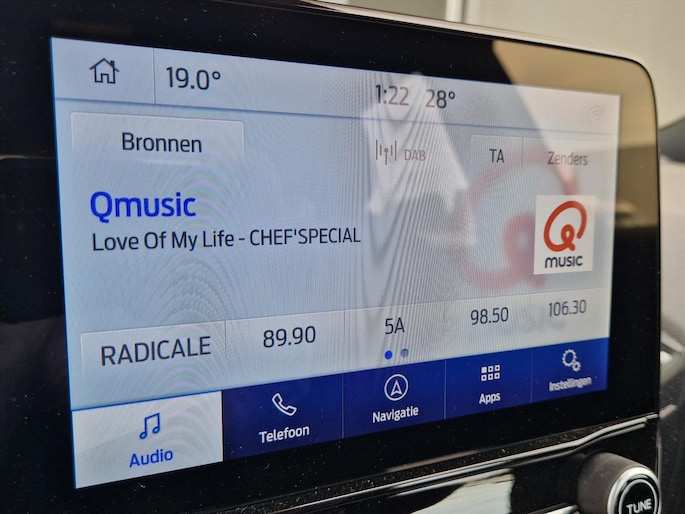 19.0° 1:22 28°
Bronnen DAB TA Zenders
Qmusic
Love Of My Life - CHEF'SPECIAL
Q
MUSIC
RADICALE 89.90 5A 98.50 106.30
Audio Telefoon Navigatie Apps Instellingen
TUNE